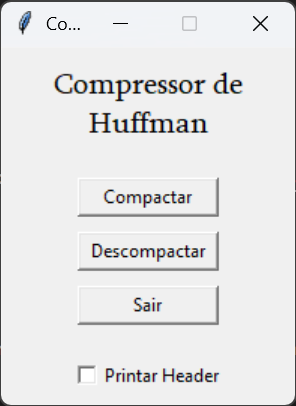 Co...
Compressor de
Huffman
Compactar
Descompactar
Sair
Printar Header